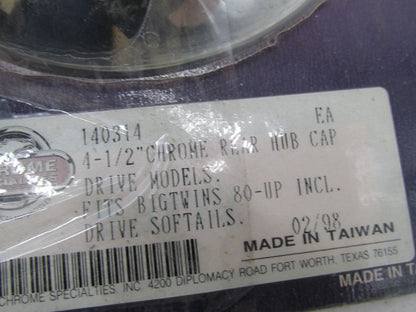 140314 EA
4-1/2"CHROME REAR HUB CAP
DRIVE MODELS.
FITS BIGTWINS 80-UP INCL.
DRIVE SOFTAILS. 02/98
MADE IN TAIWAN
CHROME SPECIALTIES, INC. 4200 DIPLOMACY ROAD FORT WORTH, TEXAS 76155
MADE IN